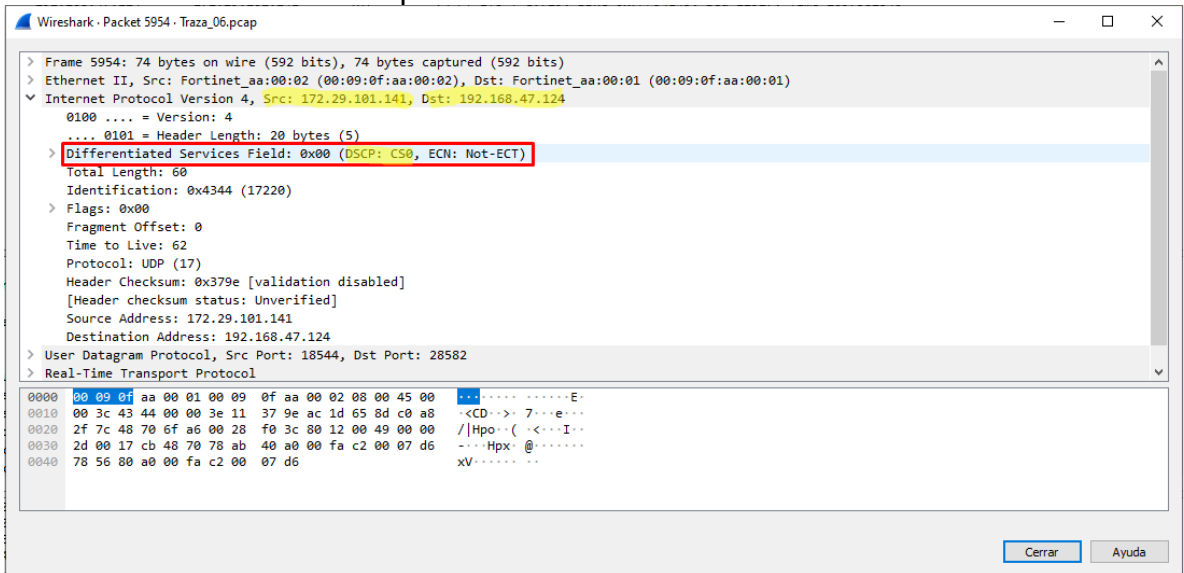 Wireshark · Packet 5954 · Traza_06.pcap
> Frame 5954: 74 bytes on wire (592 bits), 74 bytes captured (592 bits)
> Ethernet II, Src: Fortinet_aa:00:02 (00:09:0f:aa:00:02), Dst: Fortinet_aa:00:01 (00:09:0f:aa:00:01)
Internet Protocol Version 4, Src: 172.29.101.141, Dst: 192.168.47.124
0100 .... = Version: 4
.... 0101 = Header Length: 20 bytes (5)
> Differentiated Services Field: 0x00 (DSCP: CS0, ECN: Not-ECT)
Total Length: 60
Identification: 0x4344 (17220)
> Flags: 0x00
Fragment Offset: 0
Time to Live: 62
Protocol: UDP (17)
Header Checksum: 0x379e [validation disabled]
[Header checksum status: Unverified]
Source Address: 172.29.101.141
Destination Address: 192.168.47.124
> User Datagram Protocol, Src Port: 18544, Dst Port: 28582
> Real-Time Transport Protocol
0000 00 09 0f aa 00 01 00 09 0f aa 00 02 08 00 45 00 ········ ······E·
0010 00 3c 43 44 00 00 3e 11 37 9e ac 1d 65 8d c0 a8 ·<CD··>· 7···e···
0020 2f 7c 48 70 6f a6 00 28 f0 3c 80 12 00 49 00 00 /|Hpo··( ·<···I··
0030 2d 00 17 cb 48 70 78 ab 40 a0 00 fa c2 00 07 d6 -···Hpx· @·······
0040 78 56 80 a0 00 fa c2 00 07 d6 xV······ ··
Cerrar Ayuda